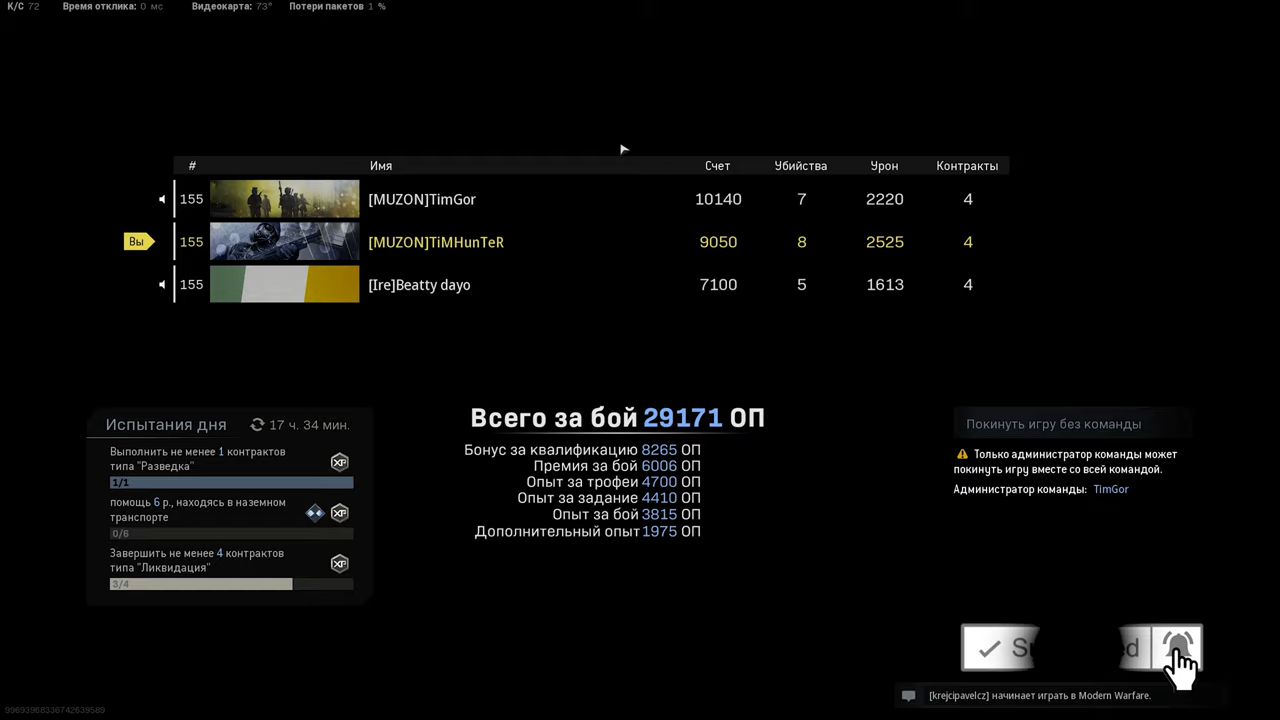 К/С 72 Время отклика: 0 мс Видеокарта: 73° Потери пакетов 1 %
# Имя Счет Убийства Урон Контракты
155 [MUZON]TimGor 10140 7 2220 4
Вы 155 [MUZON]TiMHunTeR 9050 8 2525 4
155 [Ire]Beatty dayo 7100 5 1613 4
Испытания дня 17 ч. 34 мин.
Выполнить не менее 1 контрактов
типа "Разведка"
XP
1/1
помощь 6 р., находясь в наземном
транспорте
XP
0/6
Завершить не менее 4 контрактов
типа "Ликвидация"
XP
3/4
Всего за бой 29171 ОП
Бонус за квалификацию 8265 ОП
Премия за бой 6006 ОП
Опыт за трофеи 4700 ОП
Опыт за задание 4410 ОП
Опыт за бой 3815 ОП
Дополнительный опыт 1975 ОП
Покинуть игру без команды
Только администратор команды может
покинуть игру вместе со всей командой.
Администратор команды: TimGor
[krejcipavelcz] начинает играть в Modern Warfare.
99693968336742639589